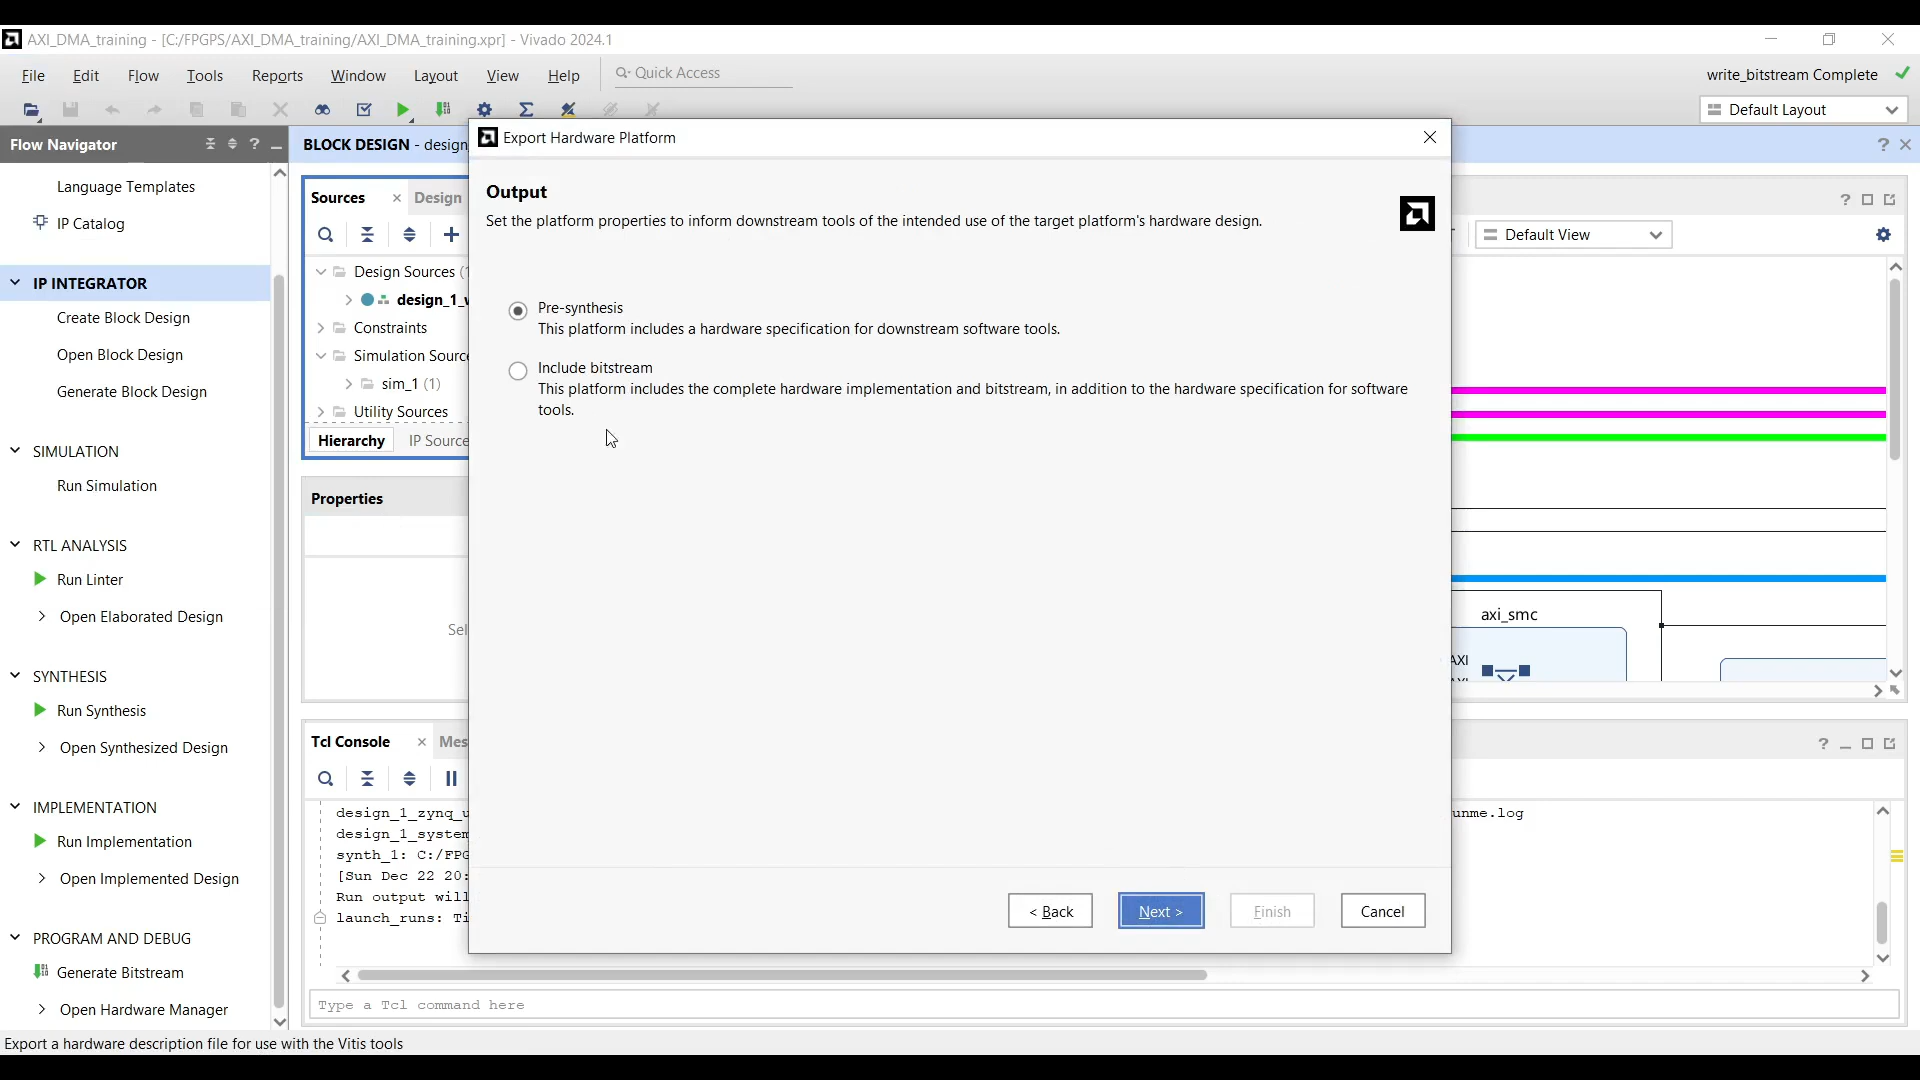 AXI_DMA_training - [C:/FPGPS/AXI_DMA_training/AXI_DMA_training.xpr] - Vivado 2024.1
File Edit Flow Tools Reports Window Layout View Help Quick Access
write_bitstream Complete
Default Layout
Flow Navigator
BLOCK DESIGN - design
Export Hardware Platform
Language Templates
IP Catalog
IP INTEGRATOR
Create Block Design
Open Block Design
Generate Block Design
SIMULATION
Run Simulation
RTL ANALYSIS
Run Linter
Open Elaborated Design
SYNTHESIS
Run Synthesis
Open Synthesized Design
IMPLEMENTATION
Run Implementation
Open Implemented Design
PROGRAM AND DEBUG
Generate Bitstream
Open Hardware Manager
Sources Design
Design Sources (1
design_1_w
Constraints
Simulation Source
sim_1 (1)
Utility Sources
Hierarchy IP Source
Properties
Sel
Output
Set the platform properties to inform downstream tools of the intended use of the target platform's hardware design.
Pre-synthesis
This platform includes a hardware specification for downstream software tools.
Include bitstream
This platform includes the complete hardware implementation and bitstream, in addition to the hardware specification for software
tools.
< Back Next > Finish Cancel
Default View
axi_smc
AXI
Tcl Console Mes
design_1_zynq_u
unme.log
design_1_system
synth_1: C:/FPG
[Sun Dec 22 20:
Run output will
launch_runs: Ti
Type a Tcl command here
Export a hardware description file for use with the Vitis tools